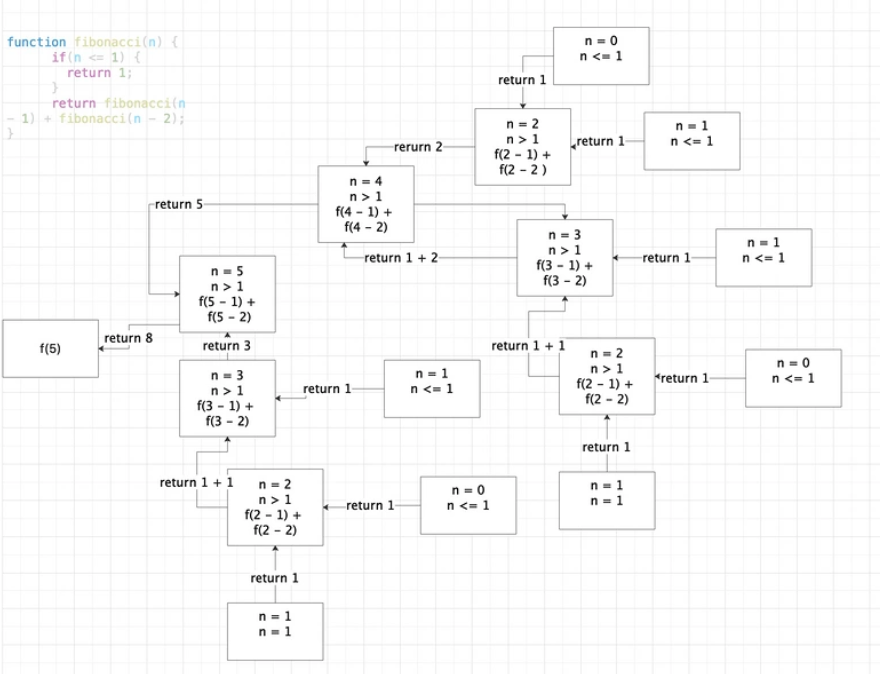 function fibonacci(n) {
if(n <= 1) {
return 1;
}
return fibonacci(n
- 1) + fibonacci(n - 2);
}
n = 0
n <= 1
return 1
n = 2
n > 1
f(2 - 1) +
f(2 - 2 )
return 1
n = 1
n <= 1
rerurn 2
n = 4
n > 1
f(4 - 1) +
f(4 - 2)
return 5
n = 3
n > 1
f(3 - 1) +
f(3 - 2)
return 1
n = 1
n <= 1
return 1 + 2
n = 5
n > 1
f(5 - 1) +
f(5 - 2)
return 8
f(5)
return 3
return 1 + 1
n = 2
n > 1
f(2 - 1) +
f(2 - 2)
return 1
n = 0
n <= 1
n = 3
n > 1
f(3 - 1) +
f(3 - 2)
return 1
n = 1
n <= 1
return 1
n = 1
n = 1
return 1 + 1
n = 2
n > 1
f(2 - 1) +
f(2 - 2)
return 1
n = 0
n <= 1
return 1
n = 1
n = 1